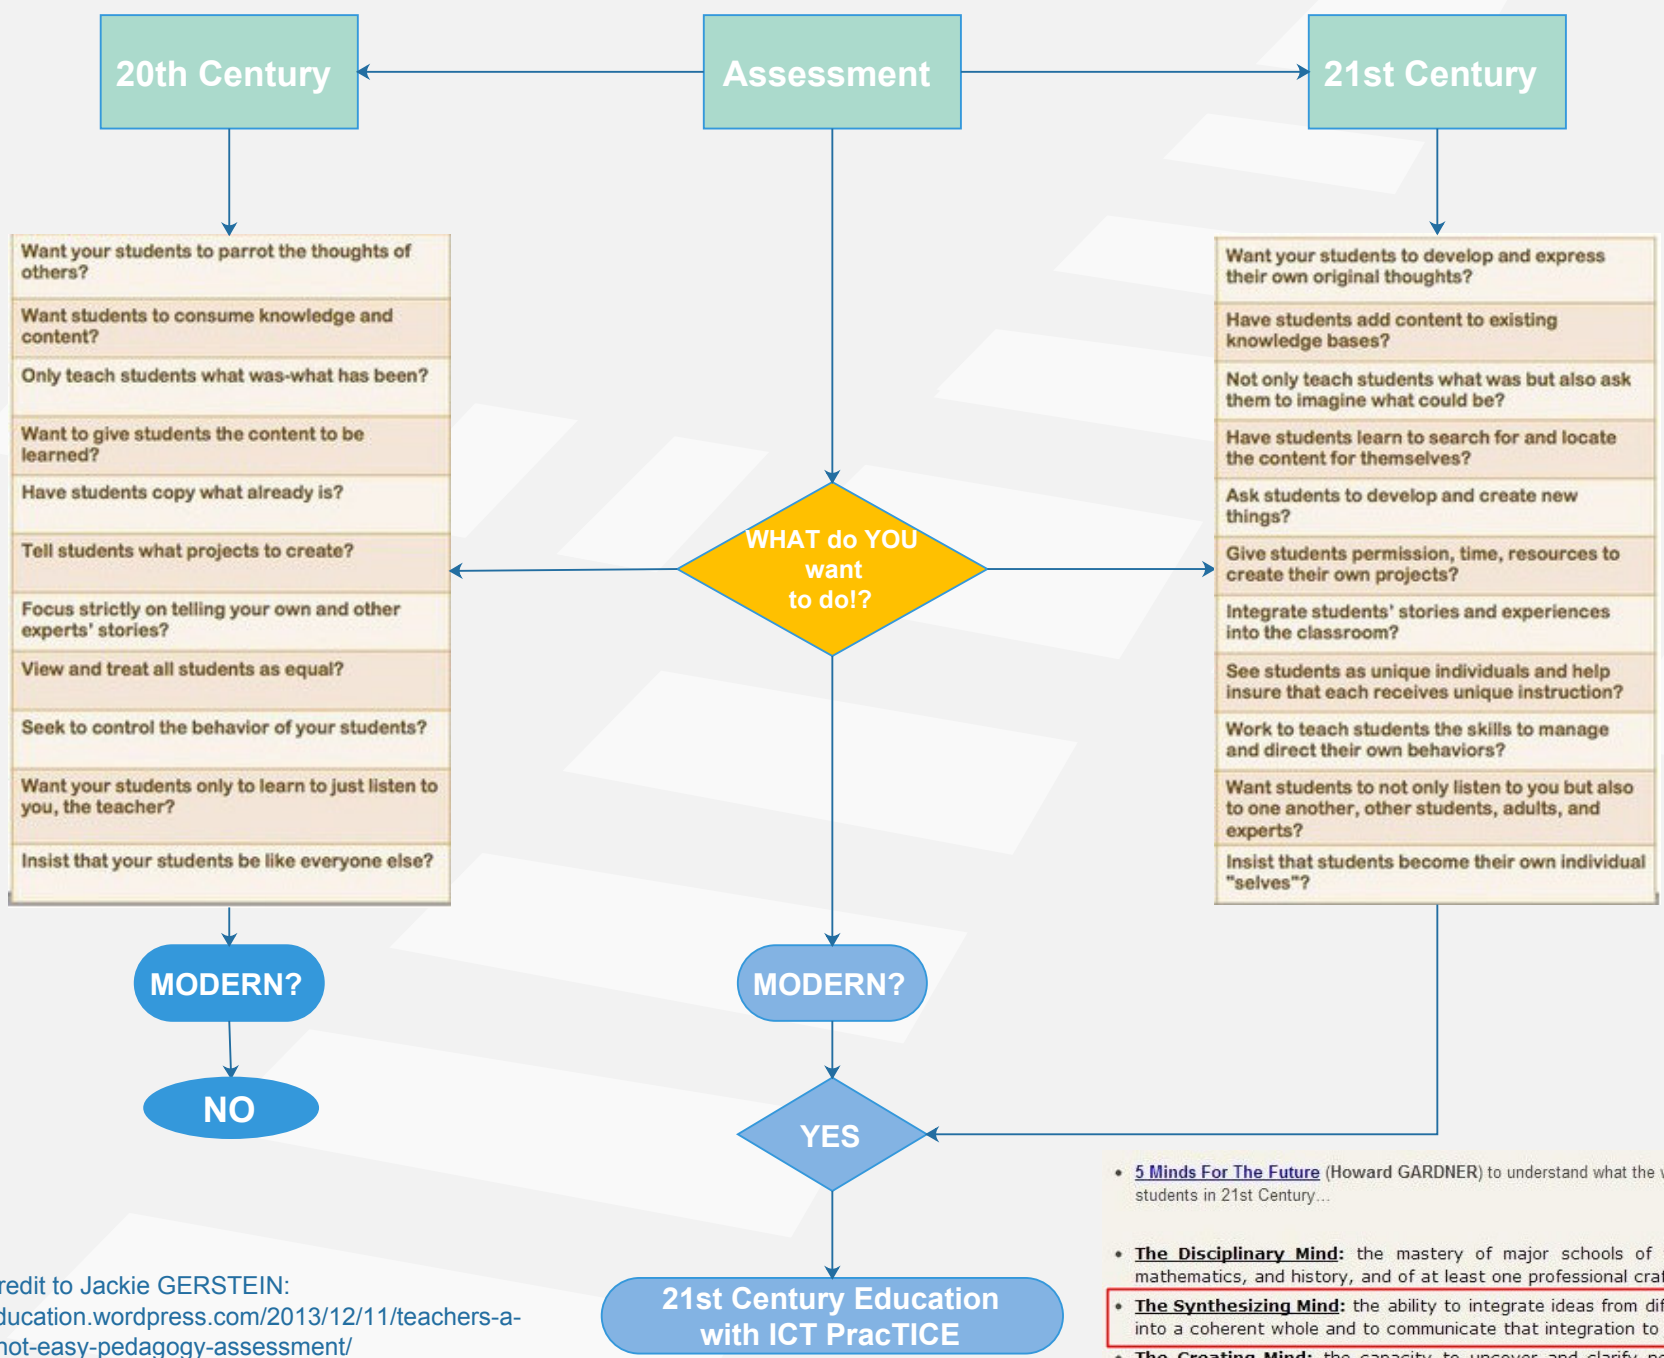 20th Century
Assessment
21st Century
Want your students to parrot the thoughts of
others?
Want students to consume knowledge and
content?
Only teach students what was-what has been?
Want to give students the content to be
learned?
Have students copy what already is?
Tell students what projects to create?
Focus strictly on telling your own and other
experts' stories?
View and treat all students as equal?
Seek to control the behavior of your students?
Want your students only to learn to just listen to
you, the teacher?
Insist that your students be like everyone else?
WHAT do YOU
want
to do!?
Want your students to develop and express
their own original thoughts?
Have students add content to existing
knowledge bases?
Not only teach students what was but also ask
them to imagine what could be?
Have students learn to search for and locate
the content for themselves?
Ask students to develop and create new
things?
Give students permission, time, resources to
create their own projects?
Integrate students' stories and experiences
into the classroom?
See students as unique individuals and help
insure that each receives unique instruction?
Work to teach students the skills to manage
and direct their own behaviors?
Want students to not only listen to you but also
to one another, other students, adults, and
experts?
Insist that students become their own individual
"selves"?
MODERN?
MODERN?
NO
YES
21st Century Education
with ICT PracTICE
redit to Jackie GERSTEIN:
ducation.wordpress.com/2013/12/11/teachers-a-
not-easy-pedagogy-assessment/
• 5 Minds For The Future (Howard GARDNER) to understand what the
students in 21st Century...
• The Disciplinary Mind: the mastery of major schools of
mathematics, and history, and of at least one professional craf
• The Synthesizing Mind: the ability to integrate ideas from dif
into a coherent whole and to communicate that integration to
• The Creating Mind: the capacity to uncover and clarify